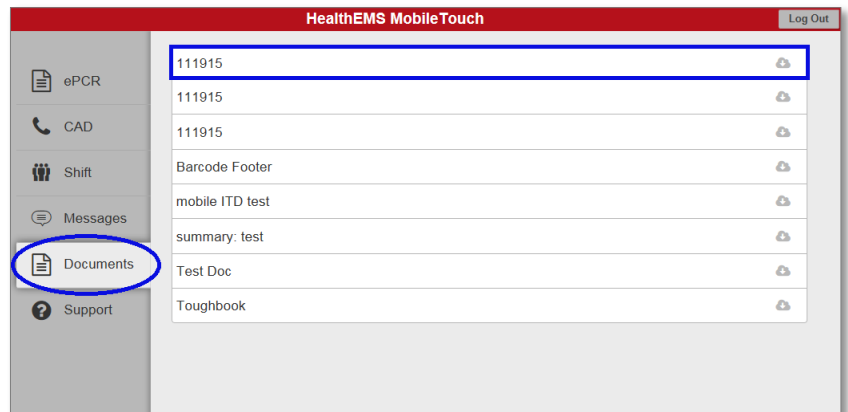 HealthEMS MobileTouch
Log Out
ePCR
CAD
Shift
Messages
Documents
Support
111915
111915
111915
Barcode Footer
mobile ITD test
summary: test
Test Doc
Toughbook